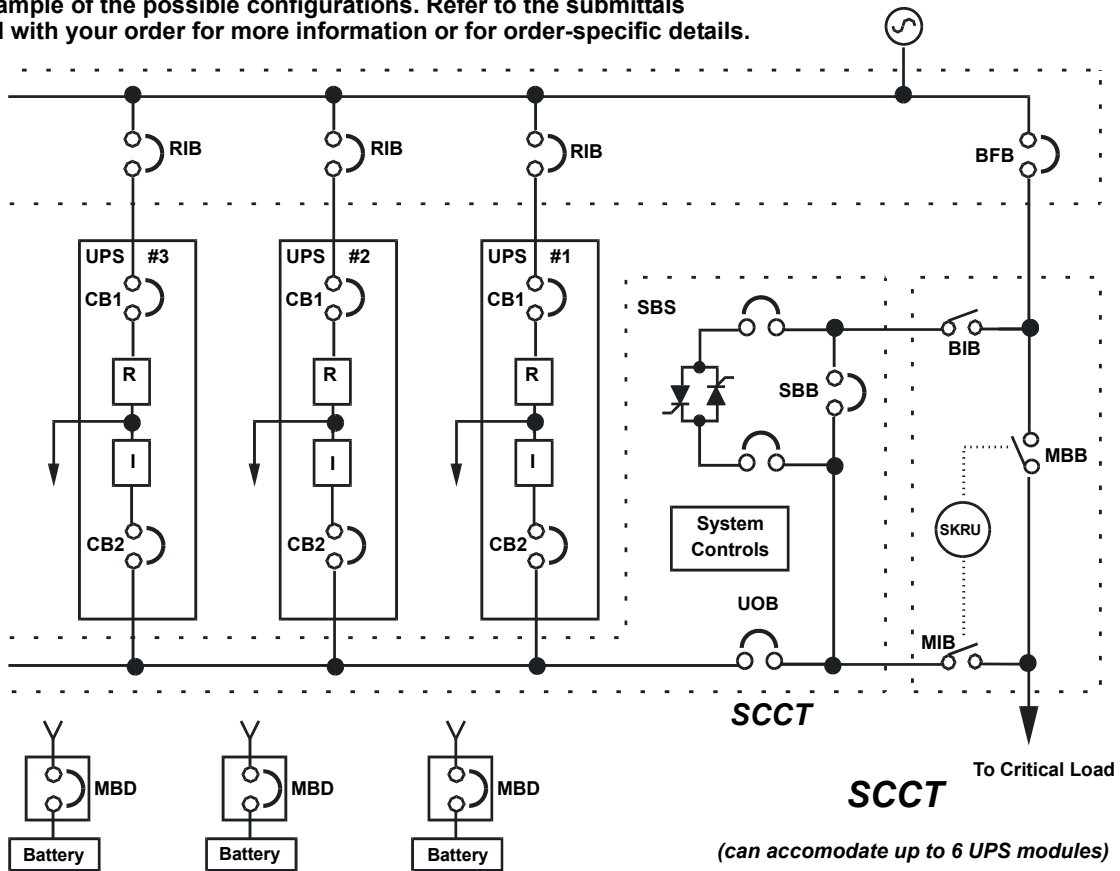 ample of the possible configurations. Refer to the submittals
with your order for more information or for order-specific details.
RIB
RIB
RIB
BFB
UPS #3
UPS #2
UPS #1
CB1
CB1
CB1
SBS
BIB
R
R
R
SBB
MBB
I
I
I
System
Controls
SKRU
CB2
CB2
CB2
UOB
MIB
SCCT
To Critical Load
MBD
MBD
MBD
SCCT
Battery
Battery
Battery
(can accomodate up to 6 UPS modules)